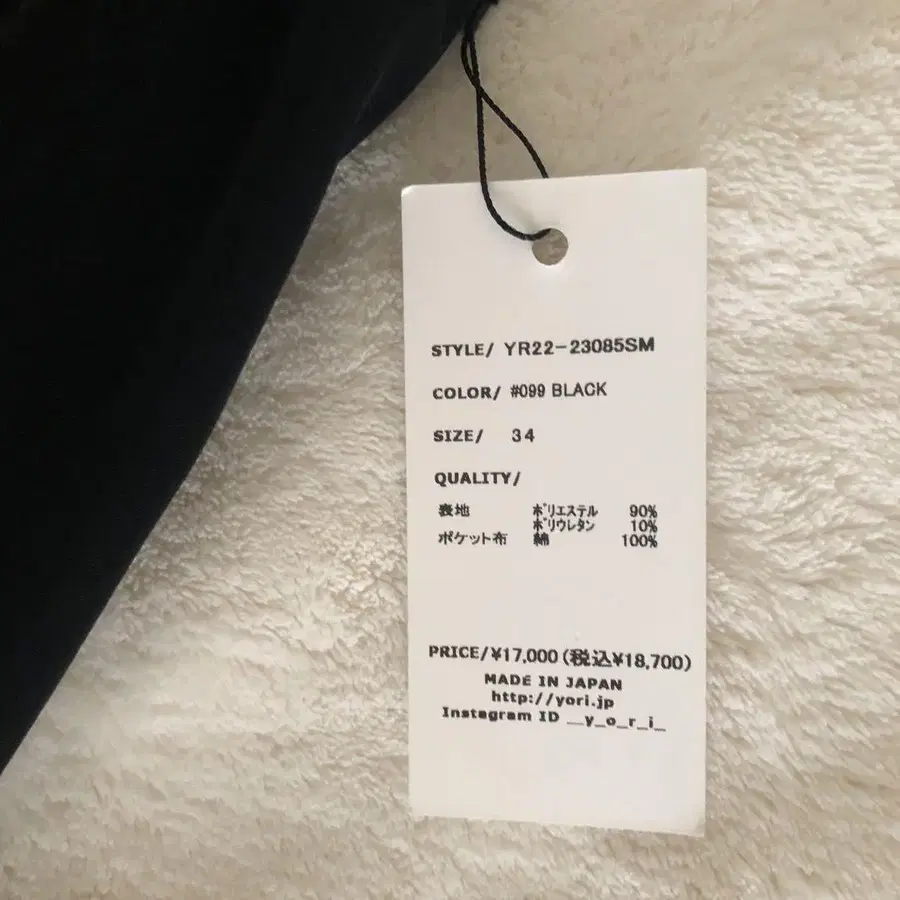 STYLE/ YR22-23085SM
COLOR/ #099 BLACK
SIZE/ 34
QUALITY/
表地 ポリエステル 90%
ポリウレタン 10%
ポケット布 綿 100%
PRICE/¥17,000(税込¥18,700)
MADE IN JAPAN
http://yori.jp
Instagram ID __y_o_r_i_